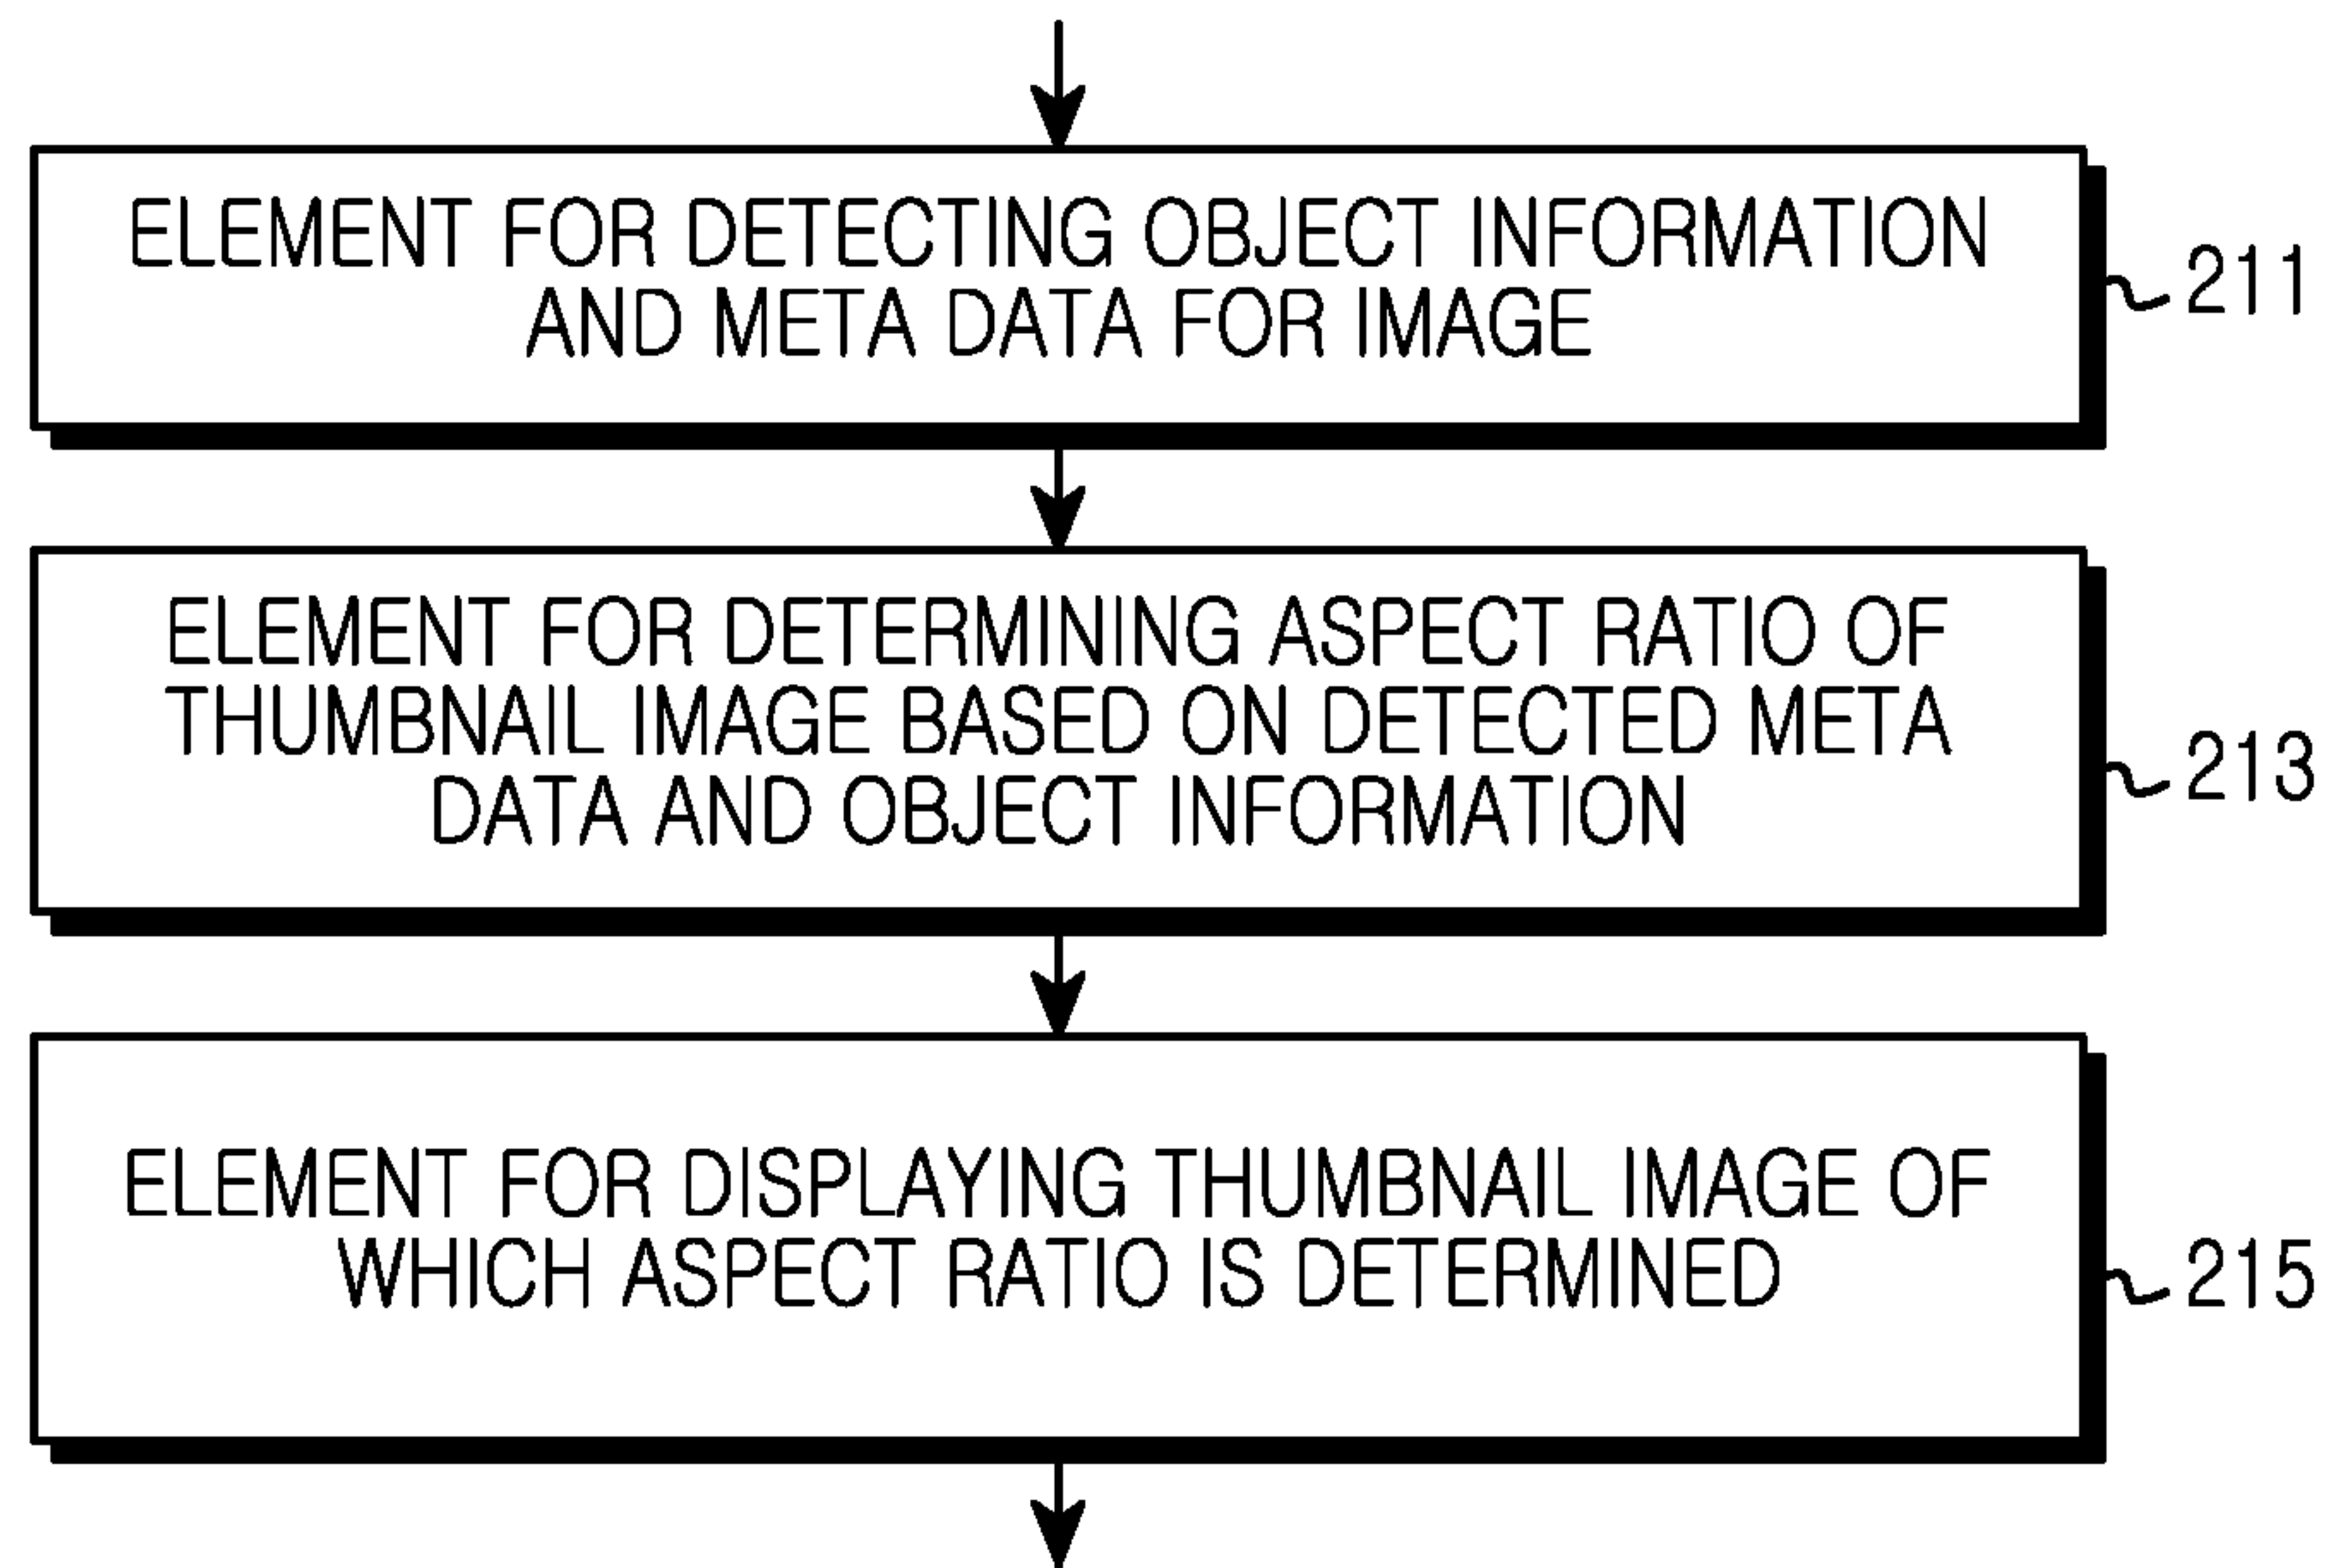 ELEMENT FOR DETECTING OBJECT INFORMATION
AND META DATA FOR IMAGE
211
ELEMENT FOR DETERMINING ASPECT RATIO OF
THUMBNAIL IMAGE BASED ON DETECTED META
DATA AND OBJECT INFORMATION
213
ELEMENT FOR DISPLAYING THUMBNAIL IMAGE OF
WHICH ASPECT RATIO IS DETERMINED
215